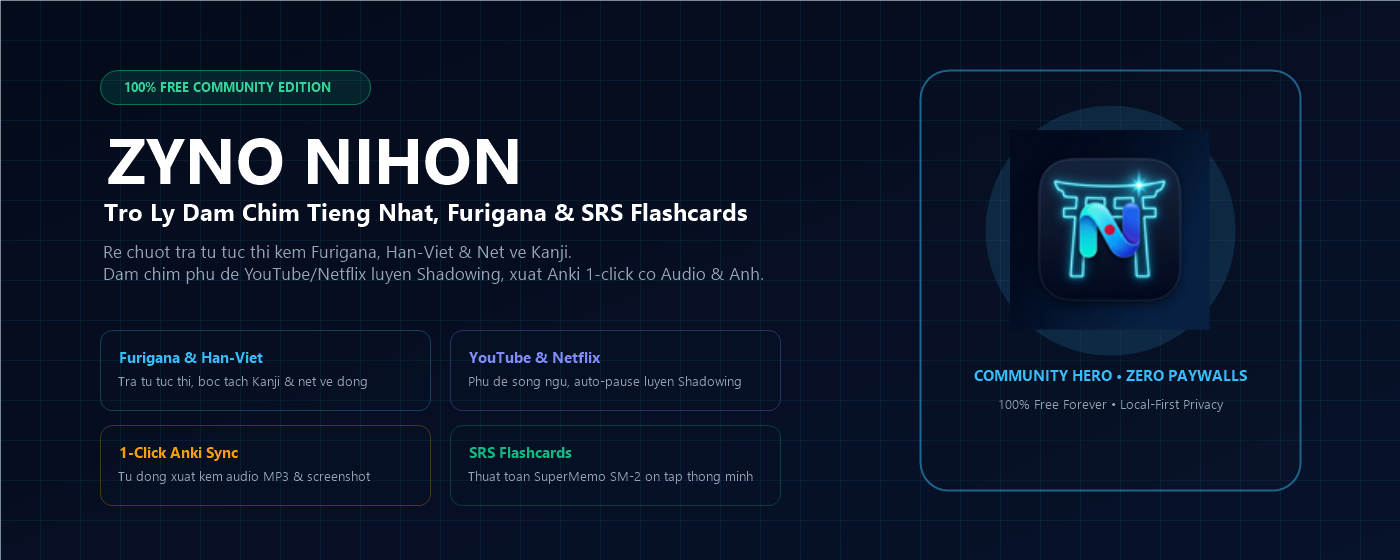 100% FREE COMMUNITY EDITION
ZYNO NIHON
Tro Ly Dam Chim Tieng Nhat, Furigana & SRS Flashcards
Re chuot tra tu tuc thi kem Furigana, Han-Viet & Net ve Kanji.
Dam chim phu de YouTube/Netflix luyen Shadowing, xuat Anki 1-click co Audio & Anh.
Furigana & Han-Viet
Tra tu tuc thi, boc tach Kanji & net ve dong
YouTube & Netflix
Phu de song ngu, auto-pause luyen Shadowing
1-Click Anki Sync
Tu dong xuat kem audio MP3 & screenshot
SRS Flashcards
Thuat toan SuperMemo SM-2 on tap thong minh
N
COMMUNITY HERO • ZERO PAYWALLS
100% Free Forever • Local-First Privacy